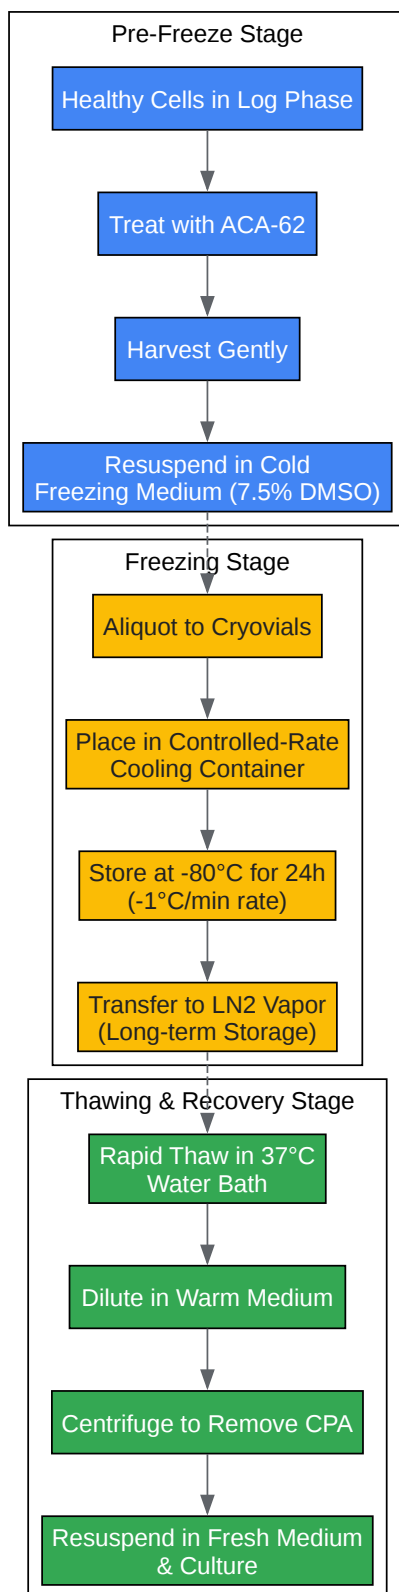 Pre-Freeze Stage
Healthy Cells in Log Phase
Treat with ACA-62
Harvest Gently
Resuspend in Cold
Freezing Medium (7.5% DMSO)
Freezing Stage
Aliquot to Cryovials
Place in Controlled-Rate
Cooling Container
Store at -80°C for 24h
(-1°C/min rate)
Transfer to LN2 Vapor
(Long-term Storage)
Thawing & Recovery Stage
Rapid Thaw in 37°C
Water Bath
Dilute in Warm Medium
Centrifuge to Remove CPA
Resuspend in Fresh Medium
& Culture